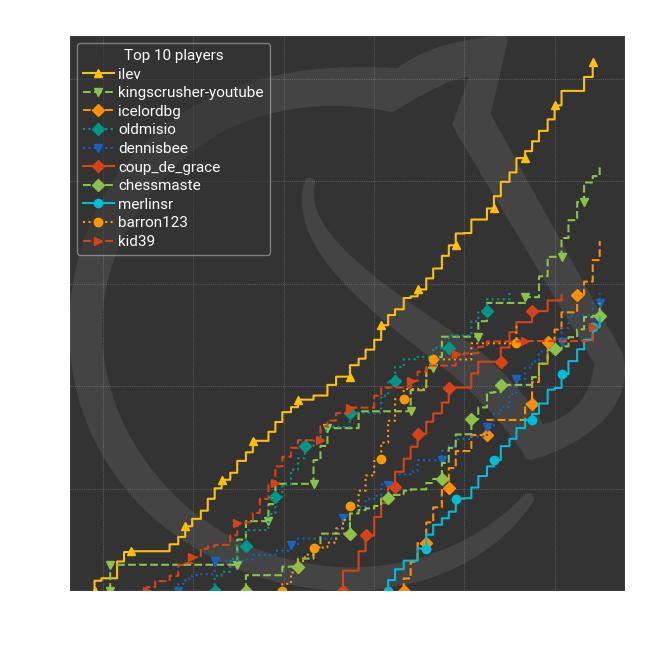 Top 10 players
ilev
kingscrusher-youtube
icelordbg
oldmisio
dennisbee
coup_de_grace
chessmaste
merlinsr
barron123
kid39